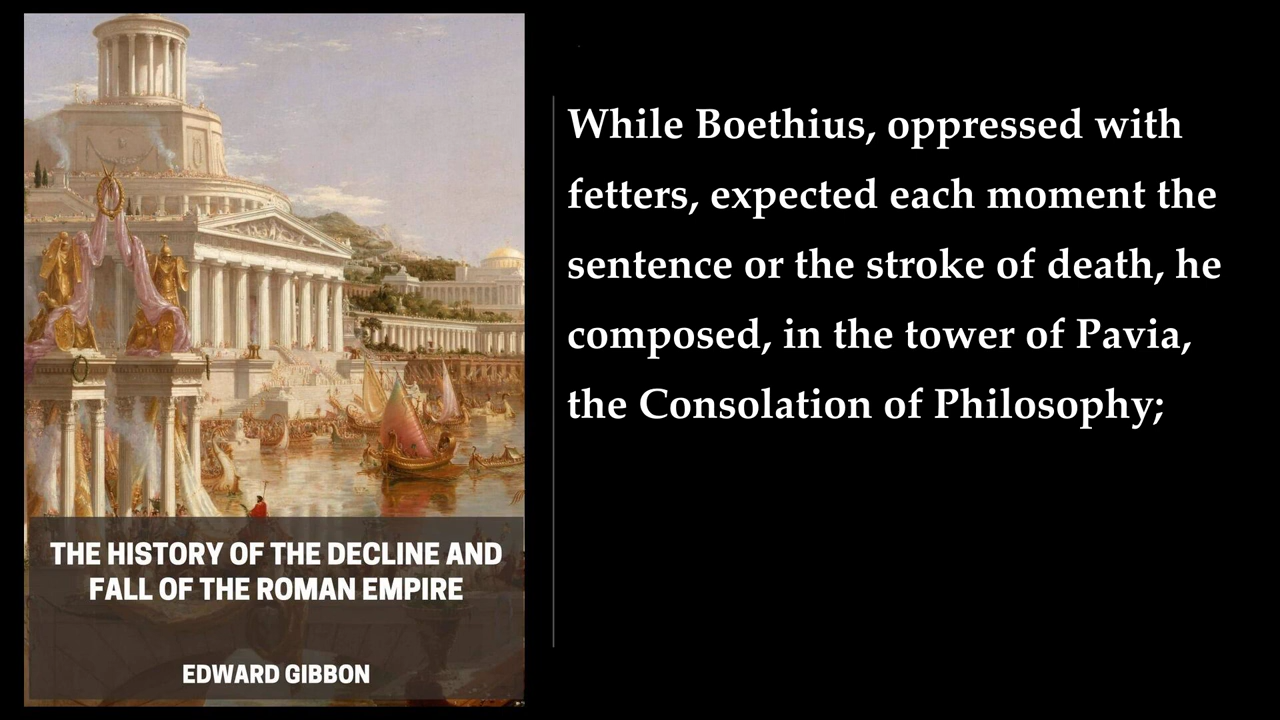 THE HISTORY OF THE DECLINE AND
FALL OF THE ROMAN EMPIRE
EDWARD GIBBON
While Boethius, oppressed with
fetters, expected each moment the
sentence or the stroke of death, he
composed, in the tower of Pavia,
the Consolation of Philosophy;